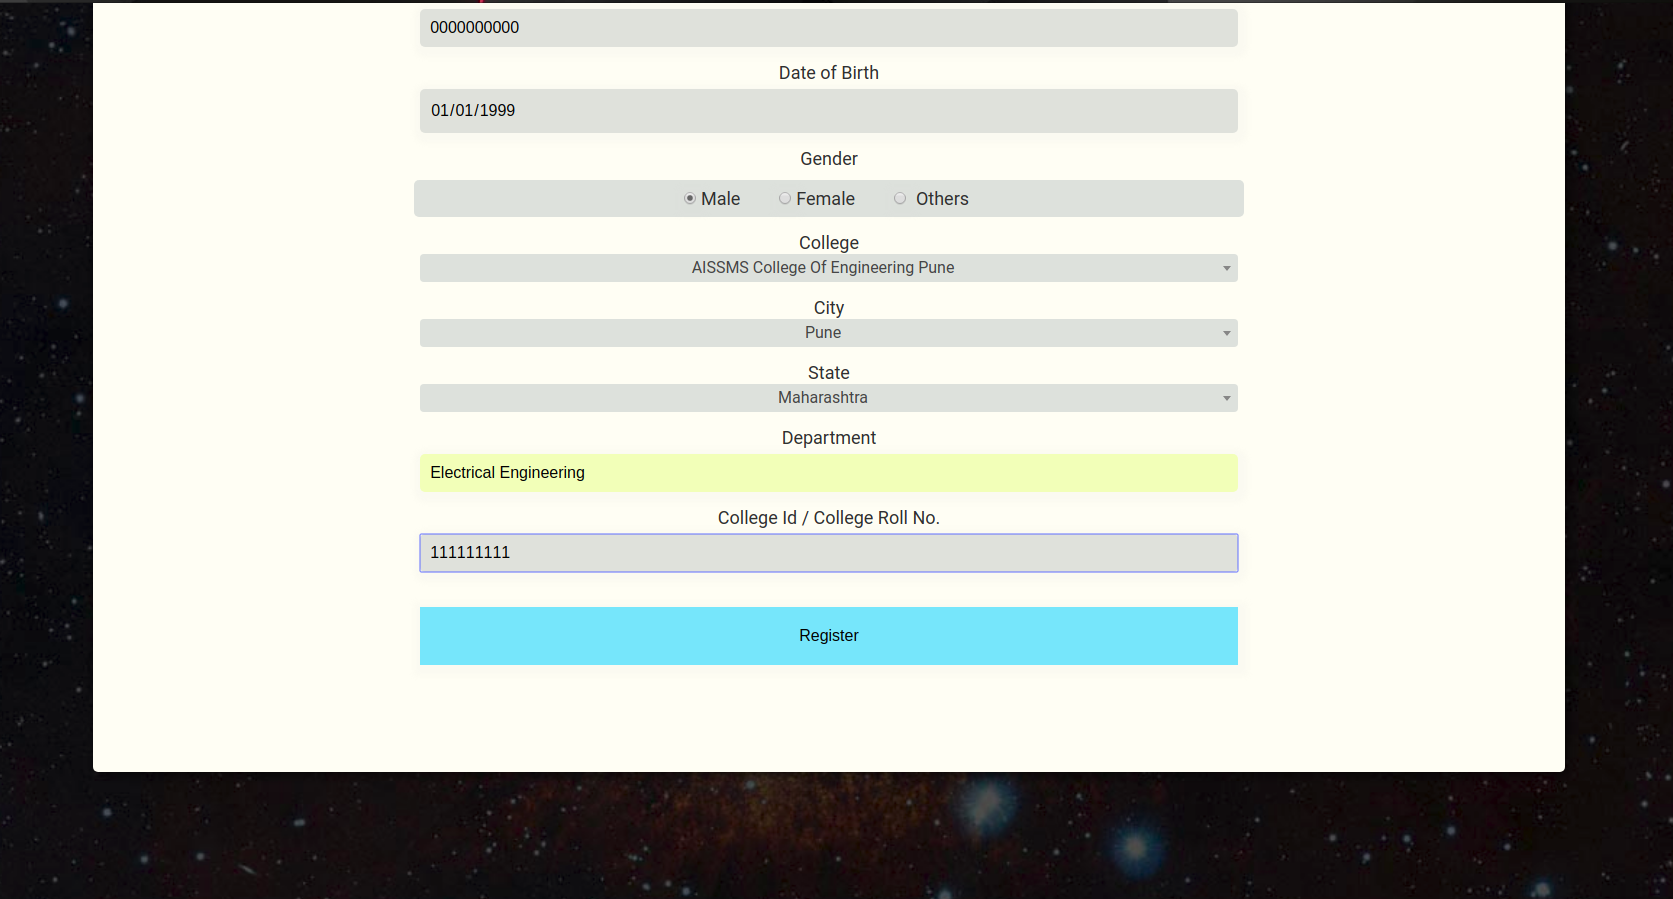 0000000000
Date of Birth
01/01/1999
Gender
Male Female Others
College
AISSMS College Of Engineering Pune
City
Pune
State
Maharashtra
Department
Electrical Engineering
College Id / College Roll No.
111111111
Register